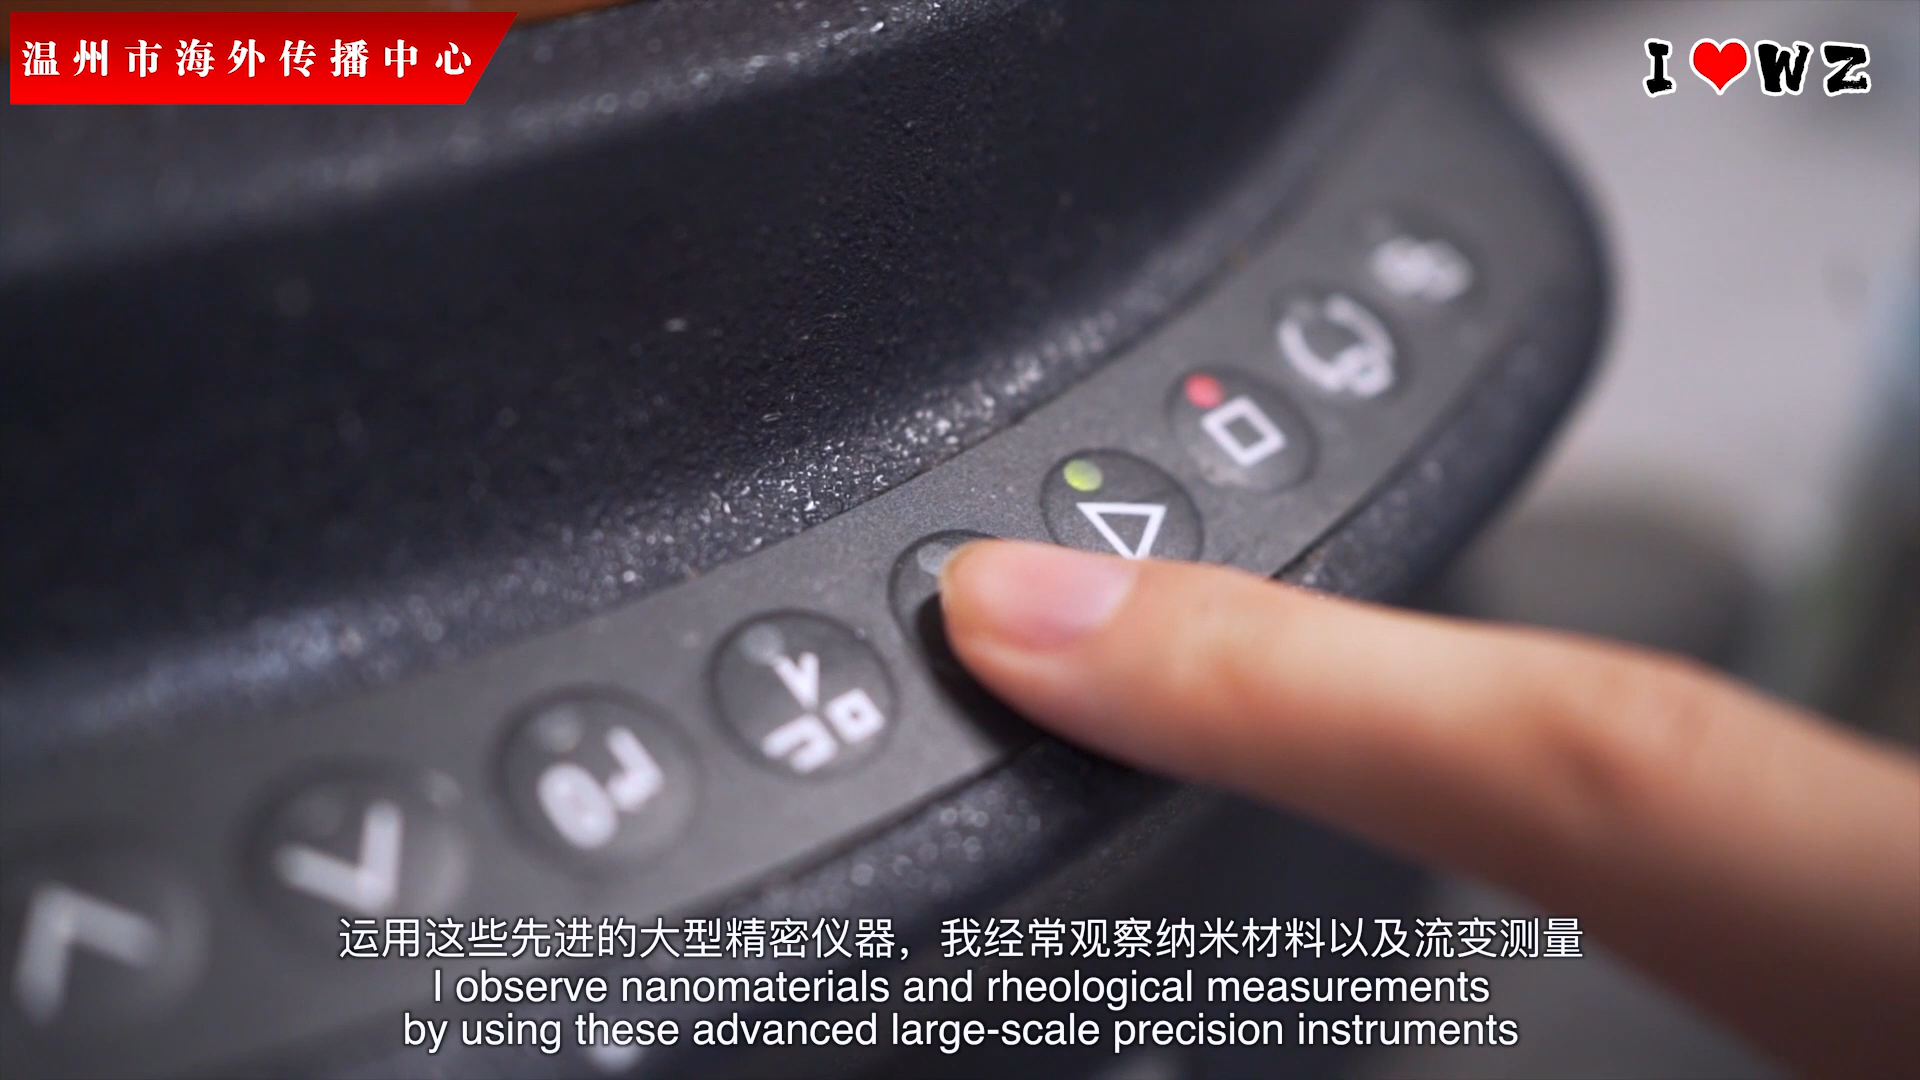 温州市海外传播中心
I ❤ WZ
运用这些先进的大型精密仪器，我经常观察纳米材料以及流变测量
I observe nanomaterials and rheological measurements
by using these advanced large-scale precision instruments